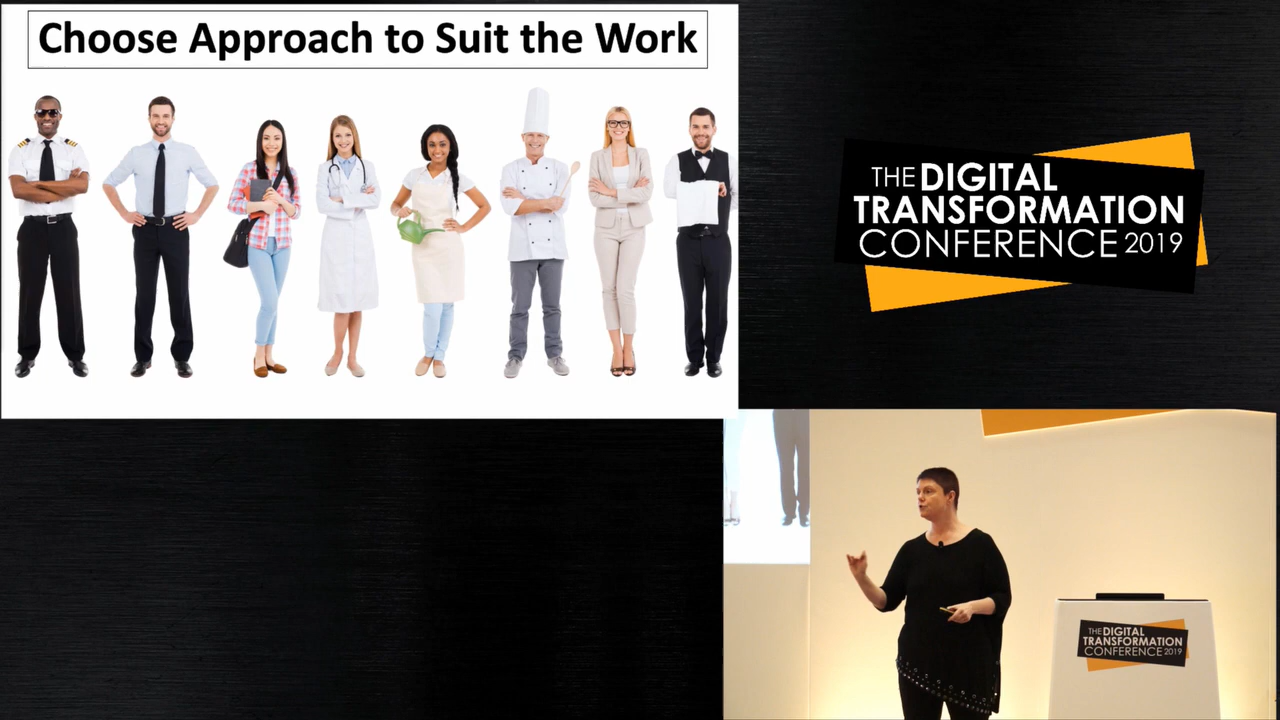 Choose Approach to Suit the Work
THE DIGITAL
TRANSFORMATION
CONFERENCE 2019
THE DIGITAL
TRANSFORMATION
CONFERENCE 2019